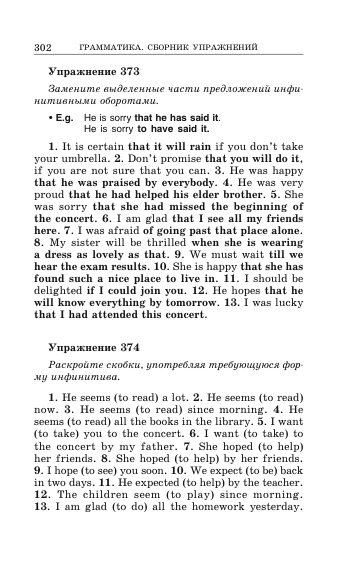 302 ГРАММАТИКА. СБОРНИК УПРАЖНЕНИЙ
Упражнение 373
Замените выделенные части предложений инфи-
нитивными оборотами.
• E.g. He is sorry that he has said it.
He is sorry to have said it.
1. It is certain that it will rain if you don't take
your umbrella. 2. Don't promise that you will do it,
if you are not sure that you can. 3. He was happy
that he was praised by everybody. 4. He was very
proud that he had helped his elder brother. 5. She
was sorry that she had missed the beginning of
the concert. 6. I am glad that I see all my friends
here. 7. I was afraid of going past that place alone.
8. My sister will be thrilled when she is wearing
a dress as lovely as that. 9. We must wait till we
hear the exam results. 10. She is happy that she has
found such a nice place to live in. 11. I should be
delighted if I could join you. 12. He hopes that he
will know everything by tomorrow. 13. I was lucky
that I had attended this concert.
Упражнение 374
Раскройте скобки, употребляя требующуюся фор-
му инфинитива.
1. He seems (to read) a lot. 2. He seems (to read)
now. 3. He seems (to read) since morning. 4. He
seems (to read) all the books in the library. 5. I want
(to take) you to the concert. 6. I want (to take) to
the concert by my father. 7. She hoped (to help)
her friends. 8. She hoped (to help) by her friends.
9. I hope (to see) you soon. 10. We expect (to be) back
in two days. 11. He expected (to help) by the teacher.
12. The children seem (to play) since morning.
13. I am glad (to do) all the homework yesterday.